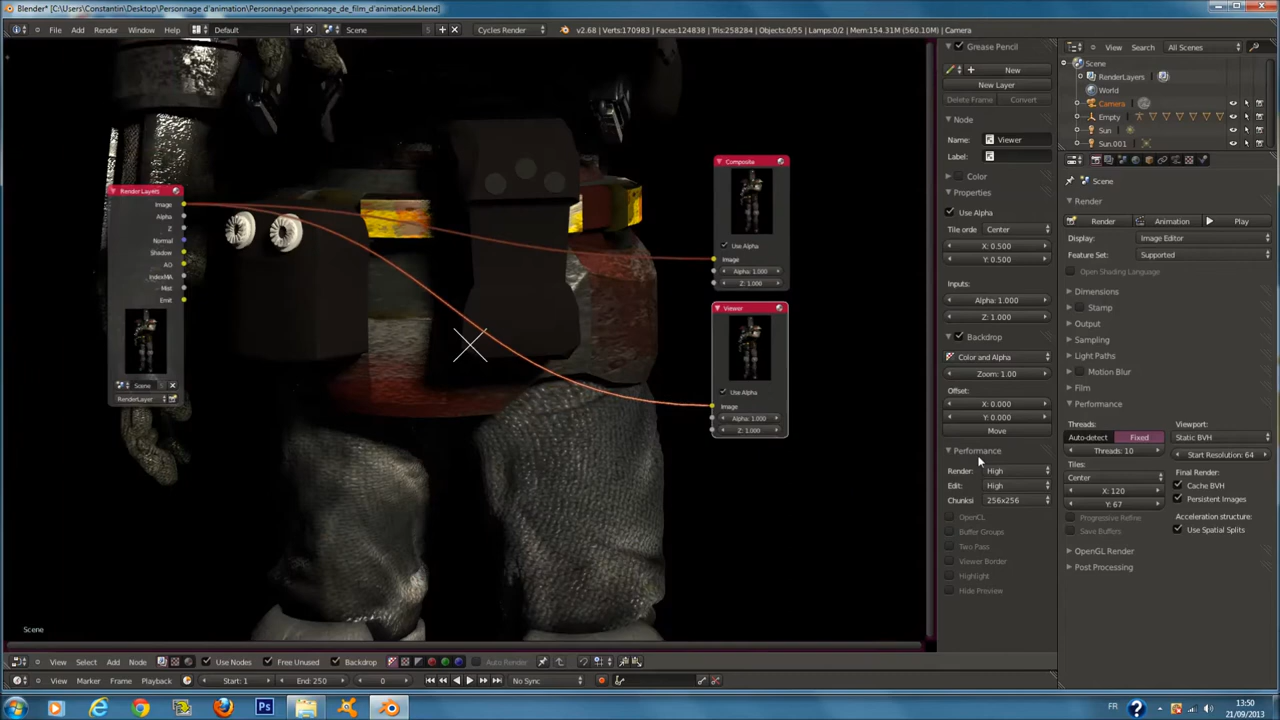 Blender* [C:\Users\Constantin\Desktop\Personnage d'animation\Personnage\personnage_de_film_d'animation4.blend]
File Add Render Window Help Default Scene 5 Cycles Render v2.68 | Verts:170983 | Faces:124838 | Tris:258284 | Objects:0/55 | Lamps:0/2 | Mem:154.31M (560.10M) | Camera
Render Layers
Image
Alpha
Z
Normal
Shadow
AO
IndexMA
Mist
Emit
Scene
RenderLayer
Composite
Use Alpha
Image
Alpha: 1.000
Z: 1.000
Viewer
Use Alpha
Image
Alpha: 1.000
Z: 1.000
Scene
View Select Add Node Use Nodes Free Unused Backdrop Auto Render
View Marker Frame Playback Start: 1 End: 250 0 No Sync
Grease Pencil
New
New Layer
Delete Frame Convert
Node
Name: Viewer
Label:
Color
Properties
Use Alpha
Tile orde Center
X: 0.500
Y: 0.500
Inputs:
Alpha: 1.000
Z: 1.000
Backdrop
Color and Alpha
Zoom: 1.00
Offset:
X: 0.000
Y: 0.000
Move
Performance
Render: High
Edit: High
Chunksi 256x256
OpenCL
Buffer Groups
Two Pass
Viewer Border
Highlight
Hide Preview
View Search All Scenes
Scene
RenderLayers
World
Camera
Empty
Sun
Sun.001
Scene
Render
Render Animation Play
Display: Image Editor
Feature Set: Supported
Open Shading Language
Dimensions
Stamp
Output
Sampling
Light Paths
Motion Blur
Film
Performance
Threads: Viewport:
Auto-detect Fixed Static BVH
Threads: 10 Start Resolution: 64
Tiles: Final Render:
Center Cache BVH
X: 120 Persistent Images
Y: 67
Progressive Refine Acceleration structure:
Save Buffers Use Spatial Splits
OpenGL Render
Post Processing
Ps FR 13:50
21/09/2013